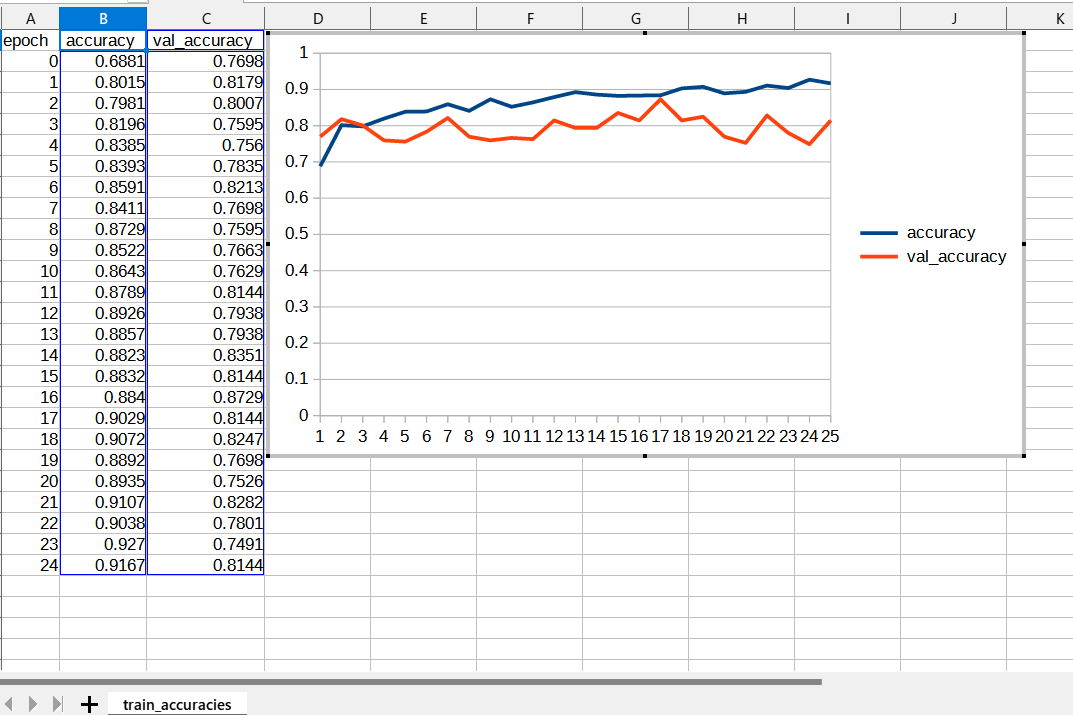 A B C D E F G H I J K
epoch accuracy val_accuracy
0 0.6881 0.7698
1 0.8015 0.8179
2 0.7981 0.8007
3 0.8196 0.7595
4 0.8385 0.756
5 0.8393 0.7835
6 0.8591 0.8213
7 0.8411 0.7698
8 0.8729 0.7595
9 0.8522 0.7663
10 0.8643 0.7629
11 0.8789 0.8144
12 0.8926 0.7938
13 0.8857 0.7938
14 0.8823 0.8351
15 0.8832 0.8144
16 0.884 0.8729
17 0.9029 0.8144
18 0.9072 0.8247
19 0.8892 0.7698
20 0.8935 0.7526
21 0.9107 0.8282
22 0.9038 0.7801
23 0.927 0.7491
24 0.9167 0.8144
1
0.9
0.8
0.7
0.6
0.5
0.4
0.3
0.2
0.1
0
1 2 3 4 5 6 7 8 9 10 11 12 13 14 15 16 17 18 19 20 21 22 23 24 25
accuracy
val_accuracy
train_accuracies